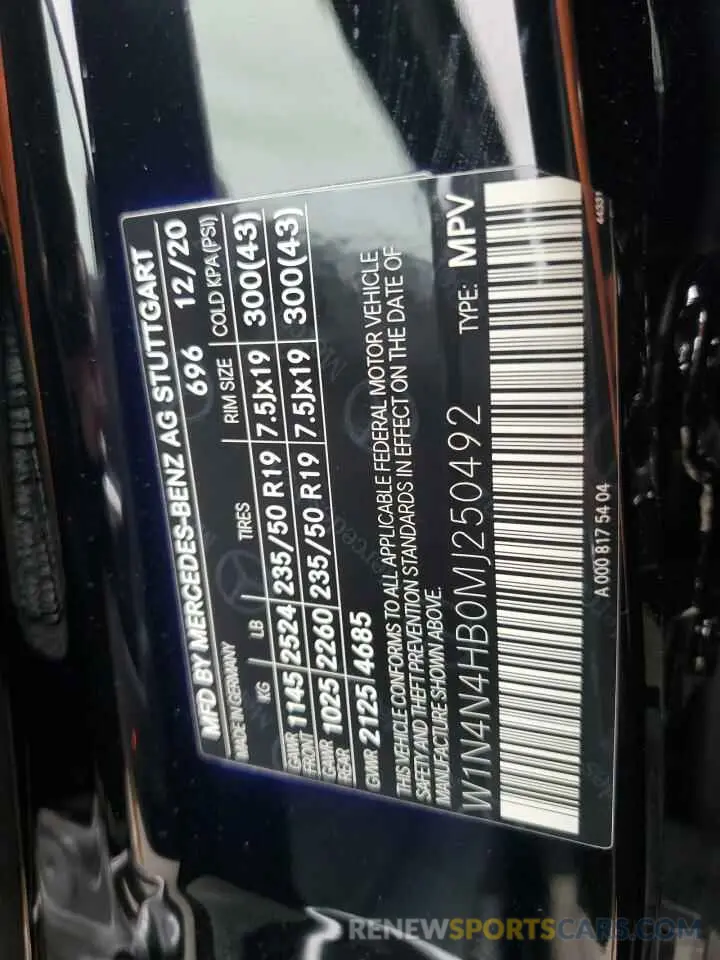 MFD BY MERCEDES-BENZ AG STUTTGART
MADE IN GERMANY 696 12/20
KG LB TIRES RIM SIZE COLD KPA(PSI)
GAWR FRONT 1145 2524 235/50 R19 7.5Jx19 300(43)
GAWR REAR 1025 2260 235/50 R19 7.5Jx19 300(43)
GVWR 2125 4685
THIS VEHICLE CONFORMS TO ALL APPLICABLE FEDERAL MOTOR VEHICLE
SAFETY AND THEFT PREVENTION STANDARDS IN EFFECT ON THE DATE OF
MANUFACTURE SHOWN ABOVE.
W1N4N4HB0MJ250492 TYPE: MPV
A 000 817 54 04 44331
RENEWSPORTSCARS.COM